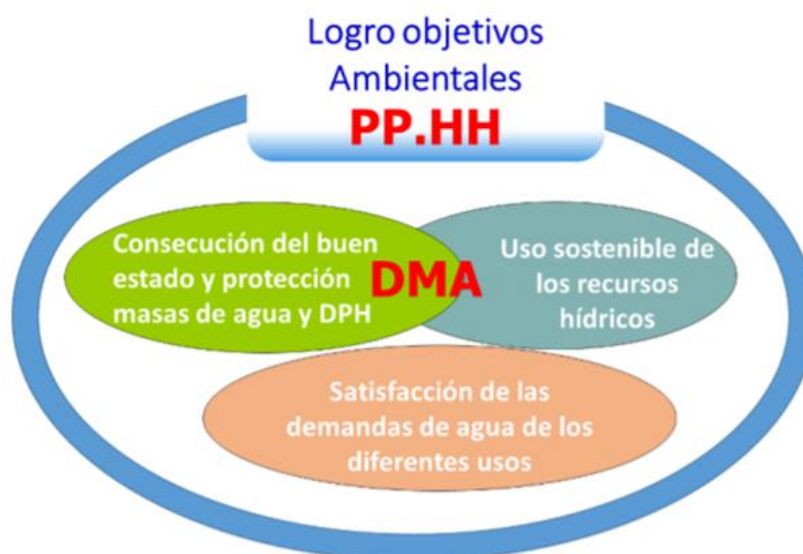 Logro objetivos
Ambientales
PP.HH
Consecución del buen
estado y protección
masas de agua y DPH
DMA
Uso sostenible de
los recursos
hídricos
Satisfacción de las
demandas de agua de los
diferentes usos